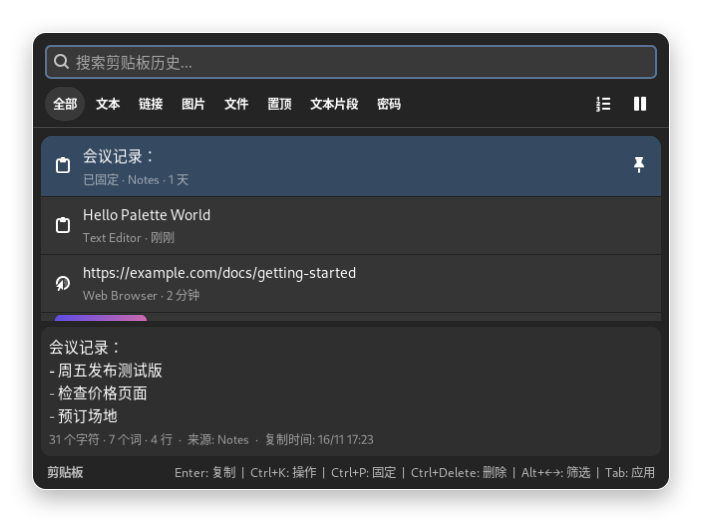 搜索剪贴板历史...
全部 文本 链接 图片 文件 置顶 文本片段 密码
会议记录：
已固定 · Notes · 1 天
Hello Palette World
Text Editor · 刚刚
https://example.com/docs/getting-started
Web Browser · 2 分钟
会议记录：
- 周五发布测试版
- 检查价格页面
- 预订场地
31 个字符 · 7 个词 · 4 行 · 来源: Notes · 复制时间: 16/11 17:23
剪贴板 Enter: 复制 | Ctrl+K: 操作 | Ctrl+P: 固定 | Ctrl+Delete: 删除 | Alt+←→: 筛选 | Tab: 应用